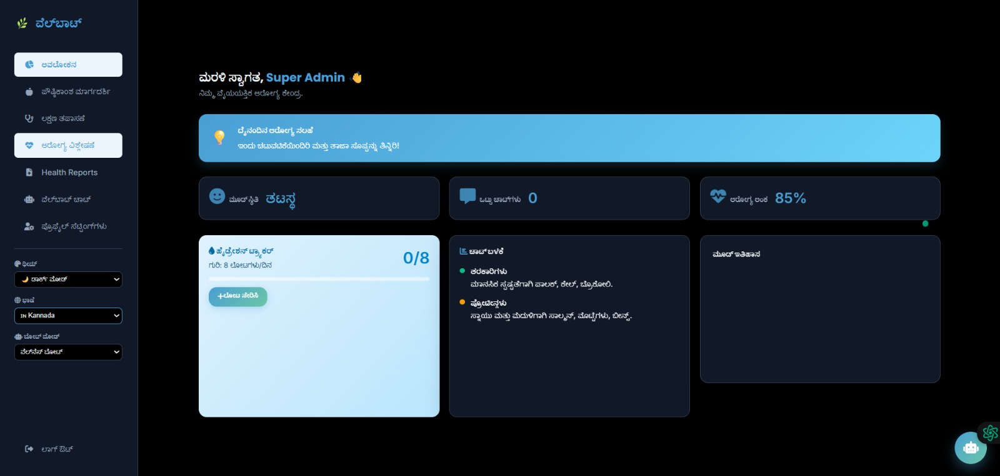 ವೆಲ್‌ಬಾಟ್
ಅವಲೋಕನ
ಪೌಷ್ಠಿಕಾಂಶ ಮಾರ್ಗದರ್ಶಿ
ಲಕ್ಷಣ ತಪಾಸಣೆ
ಆರೋಗ್ಯ ವಿಶ್ಲೇಷಣೆ
Health Reports
ವೆಲ್‌ಬಾಟ್ ಚಾಟ್
ಪ್ರೊಫೈಲ್ ಸೆಟ್ಟಿಂಗ್‌ಗಳು
ಥೀಮ್
ಡಾರ್ಕ್ ಮೋಡ್
ಭಾಷೆ
IN Kannada
ಬೋಟ್ ಮೋಡ್
ವೆಲ್‌ನೆಸ್ ಬೋಟ್
ಲಾಗ್ ಔಟ್
ಮರಳಿ ಸ್ವಾಗತ, Super Admin 👋
ನಿಮ್ಮ ವೈಯಯಕ್ತಿಕ ಆರೋಗ್ಯ ಕೇಂದ್ರ.
ದೈನಂದಿನ ಆರೋಗ್ಯ ಸಲಹೆ
ಇಂದು ಚಟುವಟಿಕೆಯಿಂದಿರಿ ಮತ್ತು ತಾಜಾ ಸೊಪ್ಪನ್ನು ತಿನ್ನಿರಿ!
ಮೂಡ್ ಸ್ಥಿತಿ ತಟಸ್ಥ
ಒಟ್ಟು ಚಾಟ್‌ಗಳು 0
ಆರೋಗ್ಯ ಅಂಕ 85%
ಹೈಡ್ರೇಶನ್ ಟ್ರ್ಯಾಕರ್
0/8
ಗುರಿ: 8 ಲೋಟಗಳು/ದಿನ
+ಲೋಟ ಸೇರಿಸಿ
ಚಾಟ್ ಬಳಕೆ
ತರಕಾರಿಗಳು
ಮಾನಸಿಕ ಸ್ಪಷ್ಟತೆಗಾಗಿ ಪಾಲಕ್, ಕೇಲ್, ಬ್ರೊಕೋಲಿ.
ಪ್ರೋಟೀನ್ಗಳು
ಸ್ನಾಯು ಮತ್ತು ಮೆದುಳಿಗಾಗಿ ಸಾಲ್ಮನ್, ಮೊಟ್ಟೆಗಳು, ಬೀನ್ಸ್.
ಮೂಡ್ ಇತಿಹಾಸ